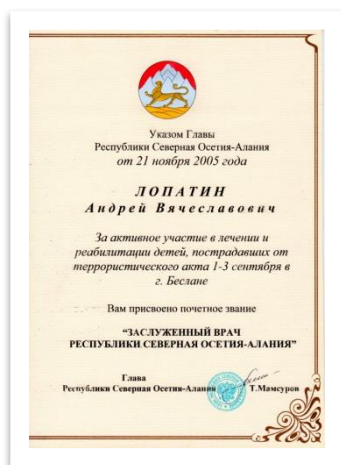 Указом Главы
Республики Северная Осетия-Алания
от 21 ноября 2005 года
ЛОПАТИН
Андрей Вячеславович
За активное участие в лечении и
реабилитации детей, пострадавших от
террористического акта 1-3 сентября в
г. Беслане
Вам присвоено почетное звание
“ЗАСЛУЖЕННЫЙ ВРАЧ
РЕСПУБЛИКИ СЕВЕРНАЯ ОСЕТИЯ-АЛАНИЯ”
Глава
Республики Северная Осетия-Алания Т.Мамсуров